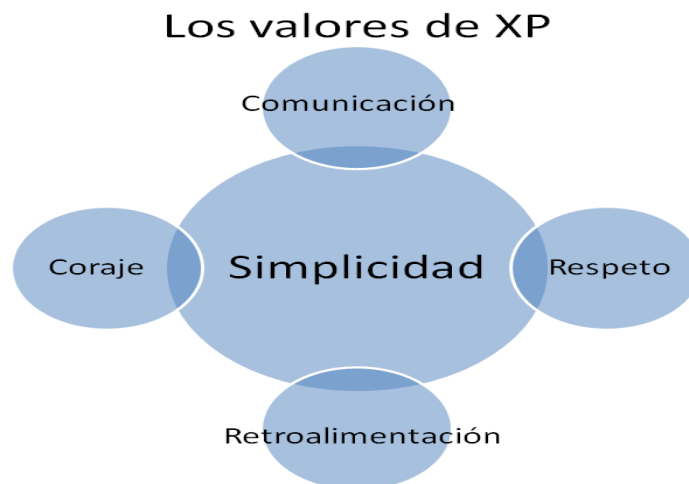 Los valores de XP
Comunicación
Coraje
Simplicidad
Respeto
Retroalimentación